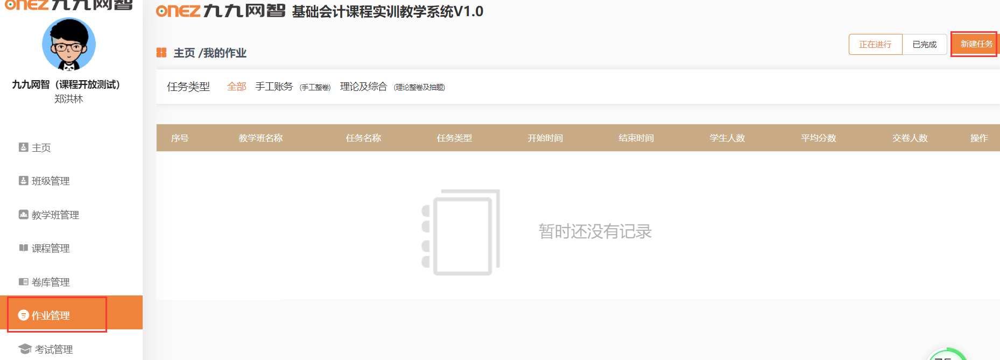 onez 九九网智
九九网智（课程开放测试）
郑洪林
主页
班级管理
教学班管理
课程管理
卷库管理
作业管理
考试管理
onez 九九网智 基础会计课程实训教学系统V1.0
主页 /我的作业
正在进行 已完成 新建任务
任务类型 全部 手工账务 (手工整卷) 理论及综合 (理论整卷及抽题)
序号 教学班名称 任务名称 任务类型 开始时间 结束时间 学生人数 平均分数 交卷人数 操作
暂时还没有记录